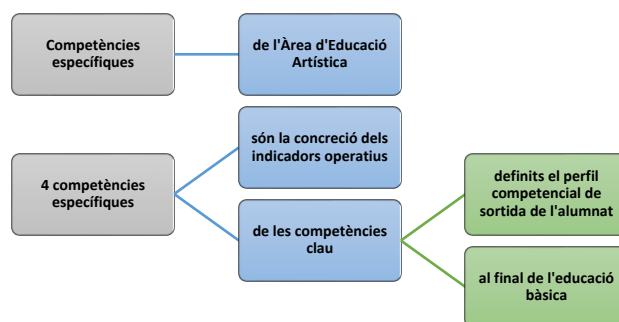 Competències
específiques
de l'Àrea d'Educació
Artística
4 competències
específiques
són la concreció dels
indicadors operatius
de les competències
clau
definits el perfil
competencial de
sortida de l'alumnat
al final de l'educació
bàsica